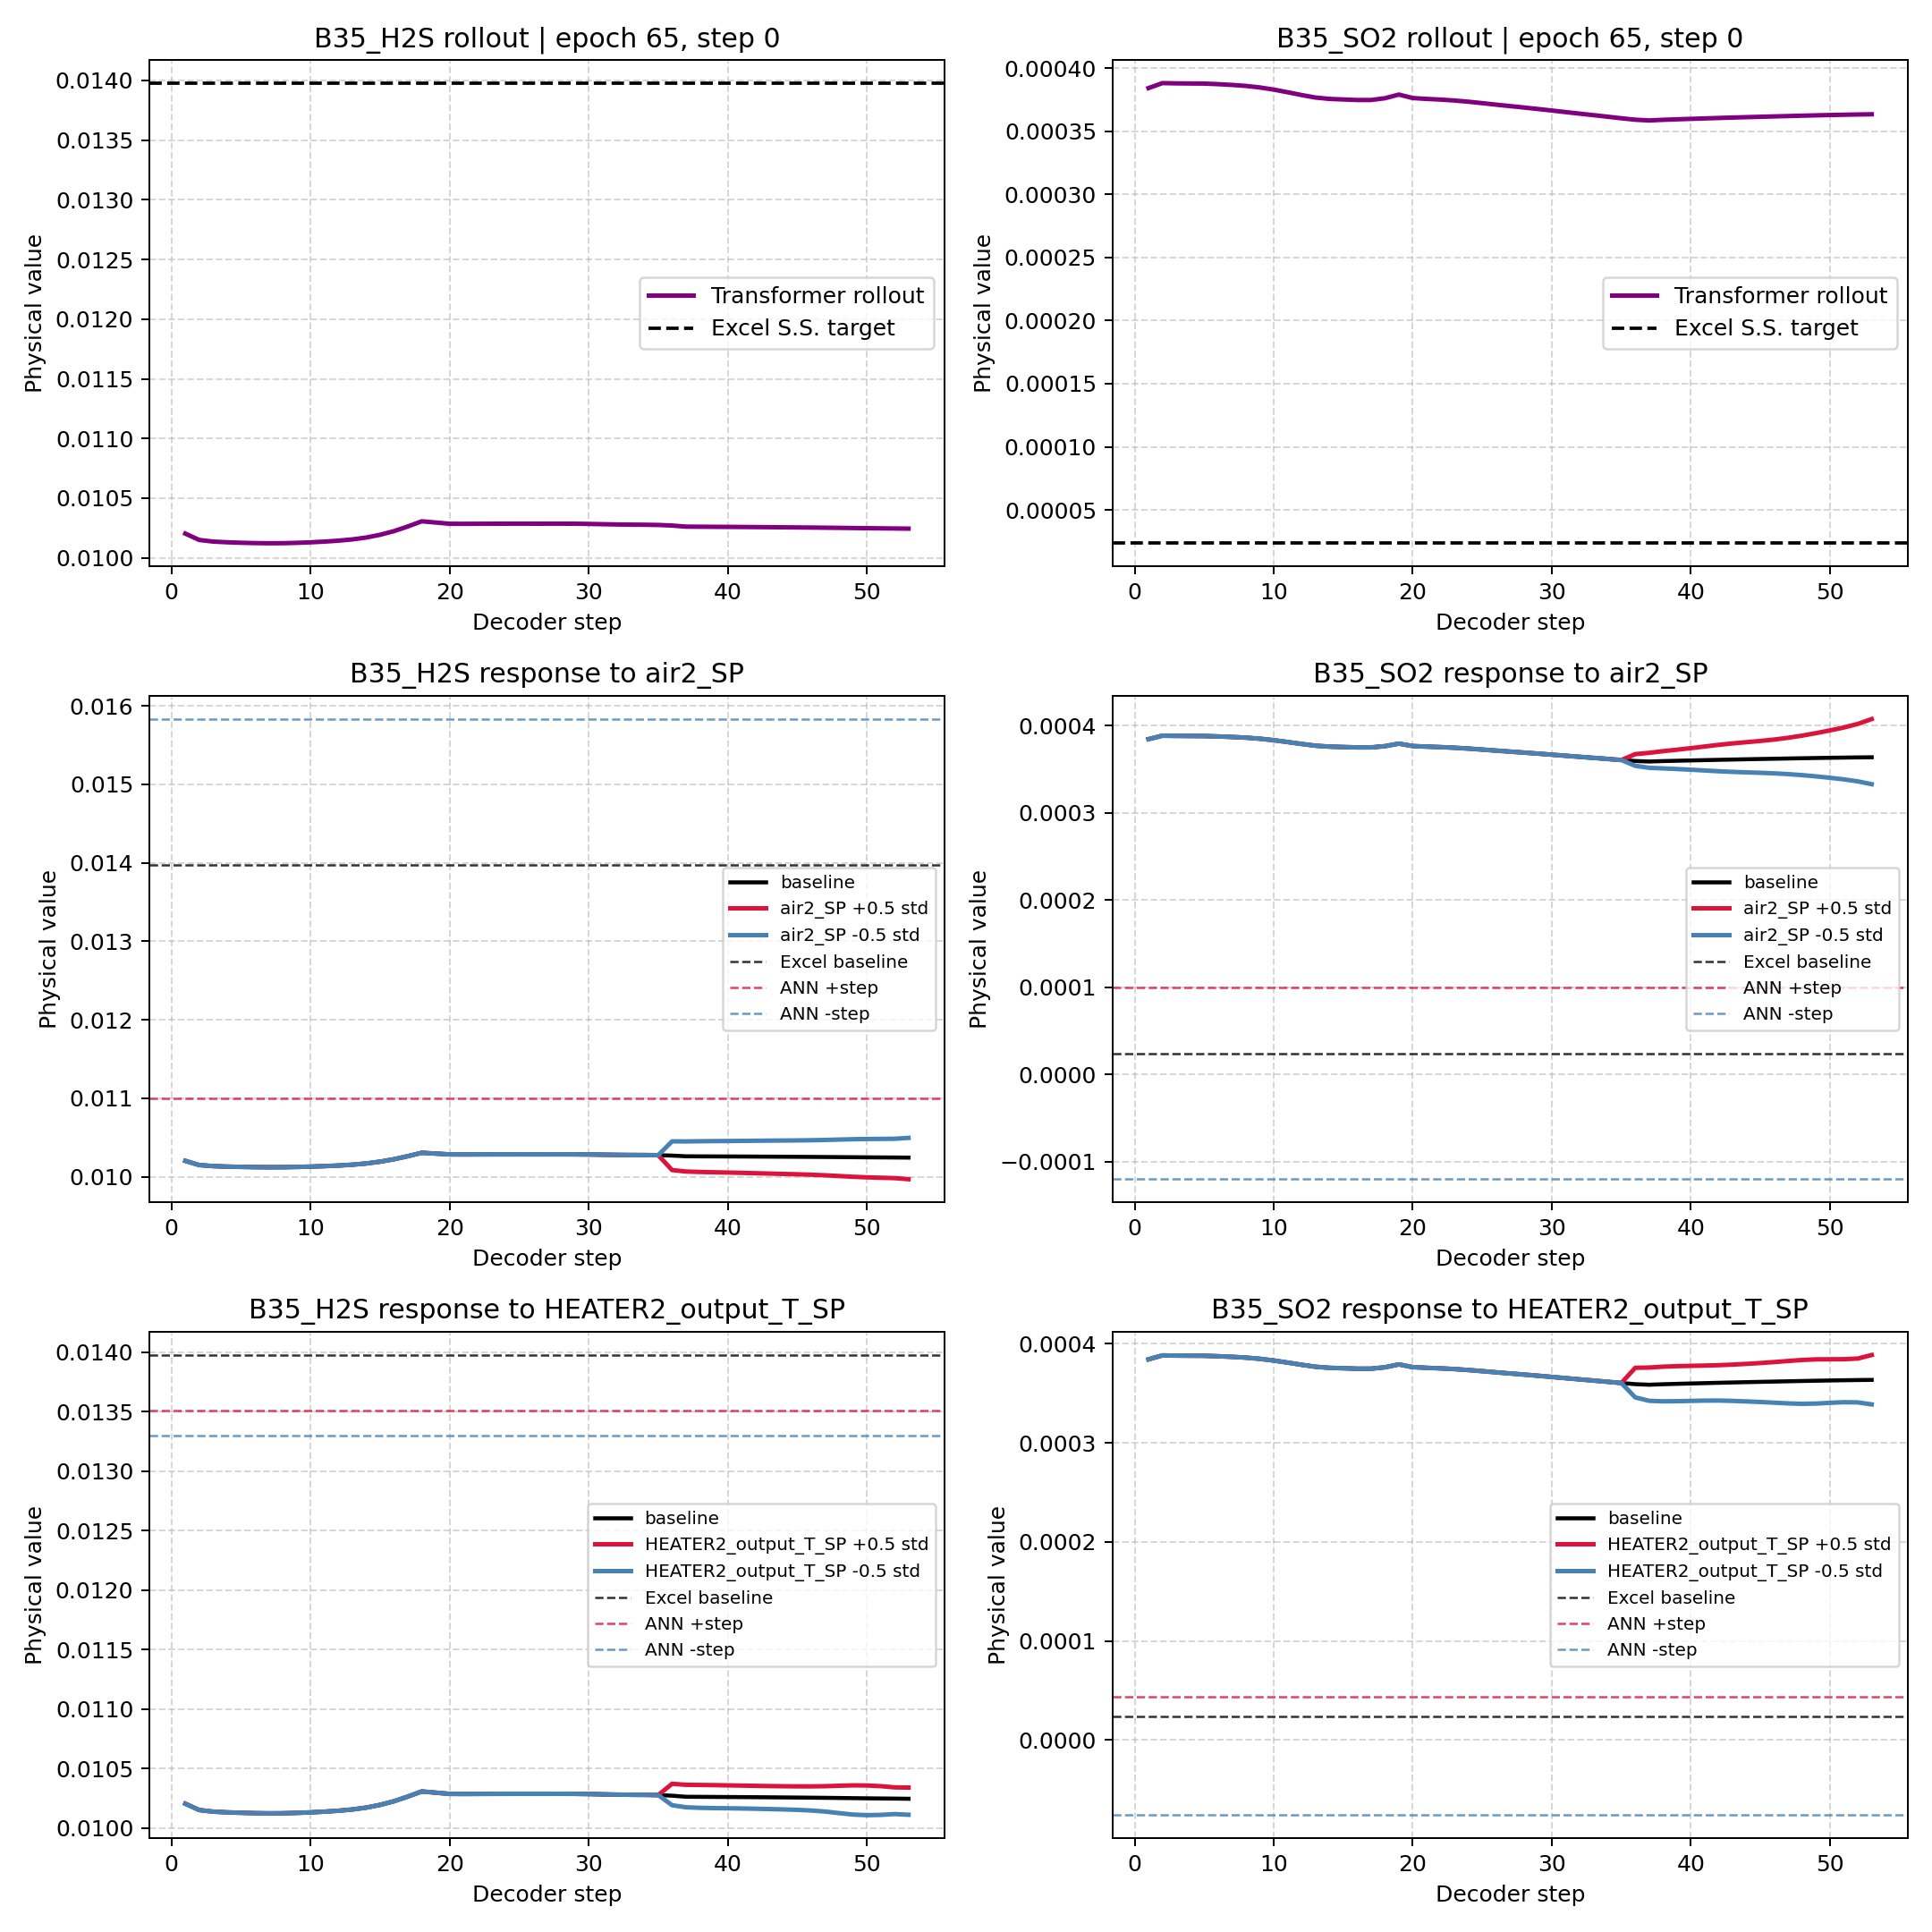 B35_H2S rollout | epoch 65, step 0
Physical value
0.0140
0.0135
0.0130
0.0125
0.0120
0.0115
0.0110
0.0105
0.0100
Transformer rollout
Excel S.S. target
0 10 20 30 40 50
Decoder step
B35_SO2 rollout | epoch 65, step 0
Physical value
0.00040
0.00035
0.00030
0.00025
0.00020
0.00015
0.00010
0.00005
Transformer rollout
Excel S.S. target
0 10 20 30 40 50
Decoder step
B35_H2S response to air2_SP
Physical value
0.016
0.015
0.014
0.013
0.012
0.011
0.010
baseline
air2_SP +0.5 std
air2_SP -0.5 std
Excel baseline
ANN +step
ANN -step
0 10 20 30 40 50
Decoder step
B35_SO2 response to air2_SP
Physical value
0.0004
0.0003
0.0002
0.0001
0.0000
−0.0001
baseline
air2_SP +0.5 std
air2_SP -0.5 std
Excel baseline
ANN +step
ANN -step
0 10 20 30 40 50
Decoder step
B35_H2S response to HEATER2_output_T_SP
Physical value
0.0140
0.0135
0.0130
0.0125
0.0120
0.0115
0.0110
0.0105
0.0100
baseline
HEATER2_output_T_SP +0.5 std
HEATER2_output_T_SP -0.5 std
Excel baseline
ANN +step
ANN -step
0 10 20 30 40 50
Decoder step
B35_SO2 response to HEATER2_output_T_SP
Physical value
0.0004
0.0003
0.0002
0.0001
0.0000
baseline
HEATER2_output_T_SP +0.5 std
HEATER2_output_T_SP -0.5 std
Excel baseline
ANN +step
ANN -step
0 10 20 30 40 50
Decoder step